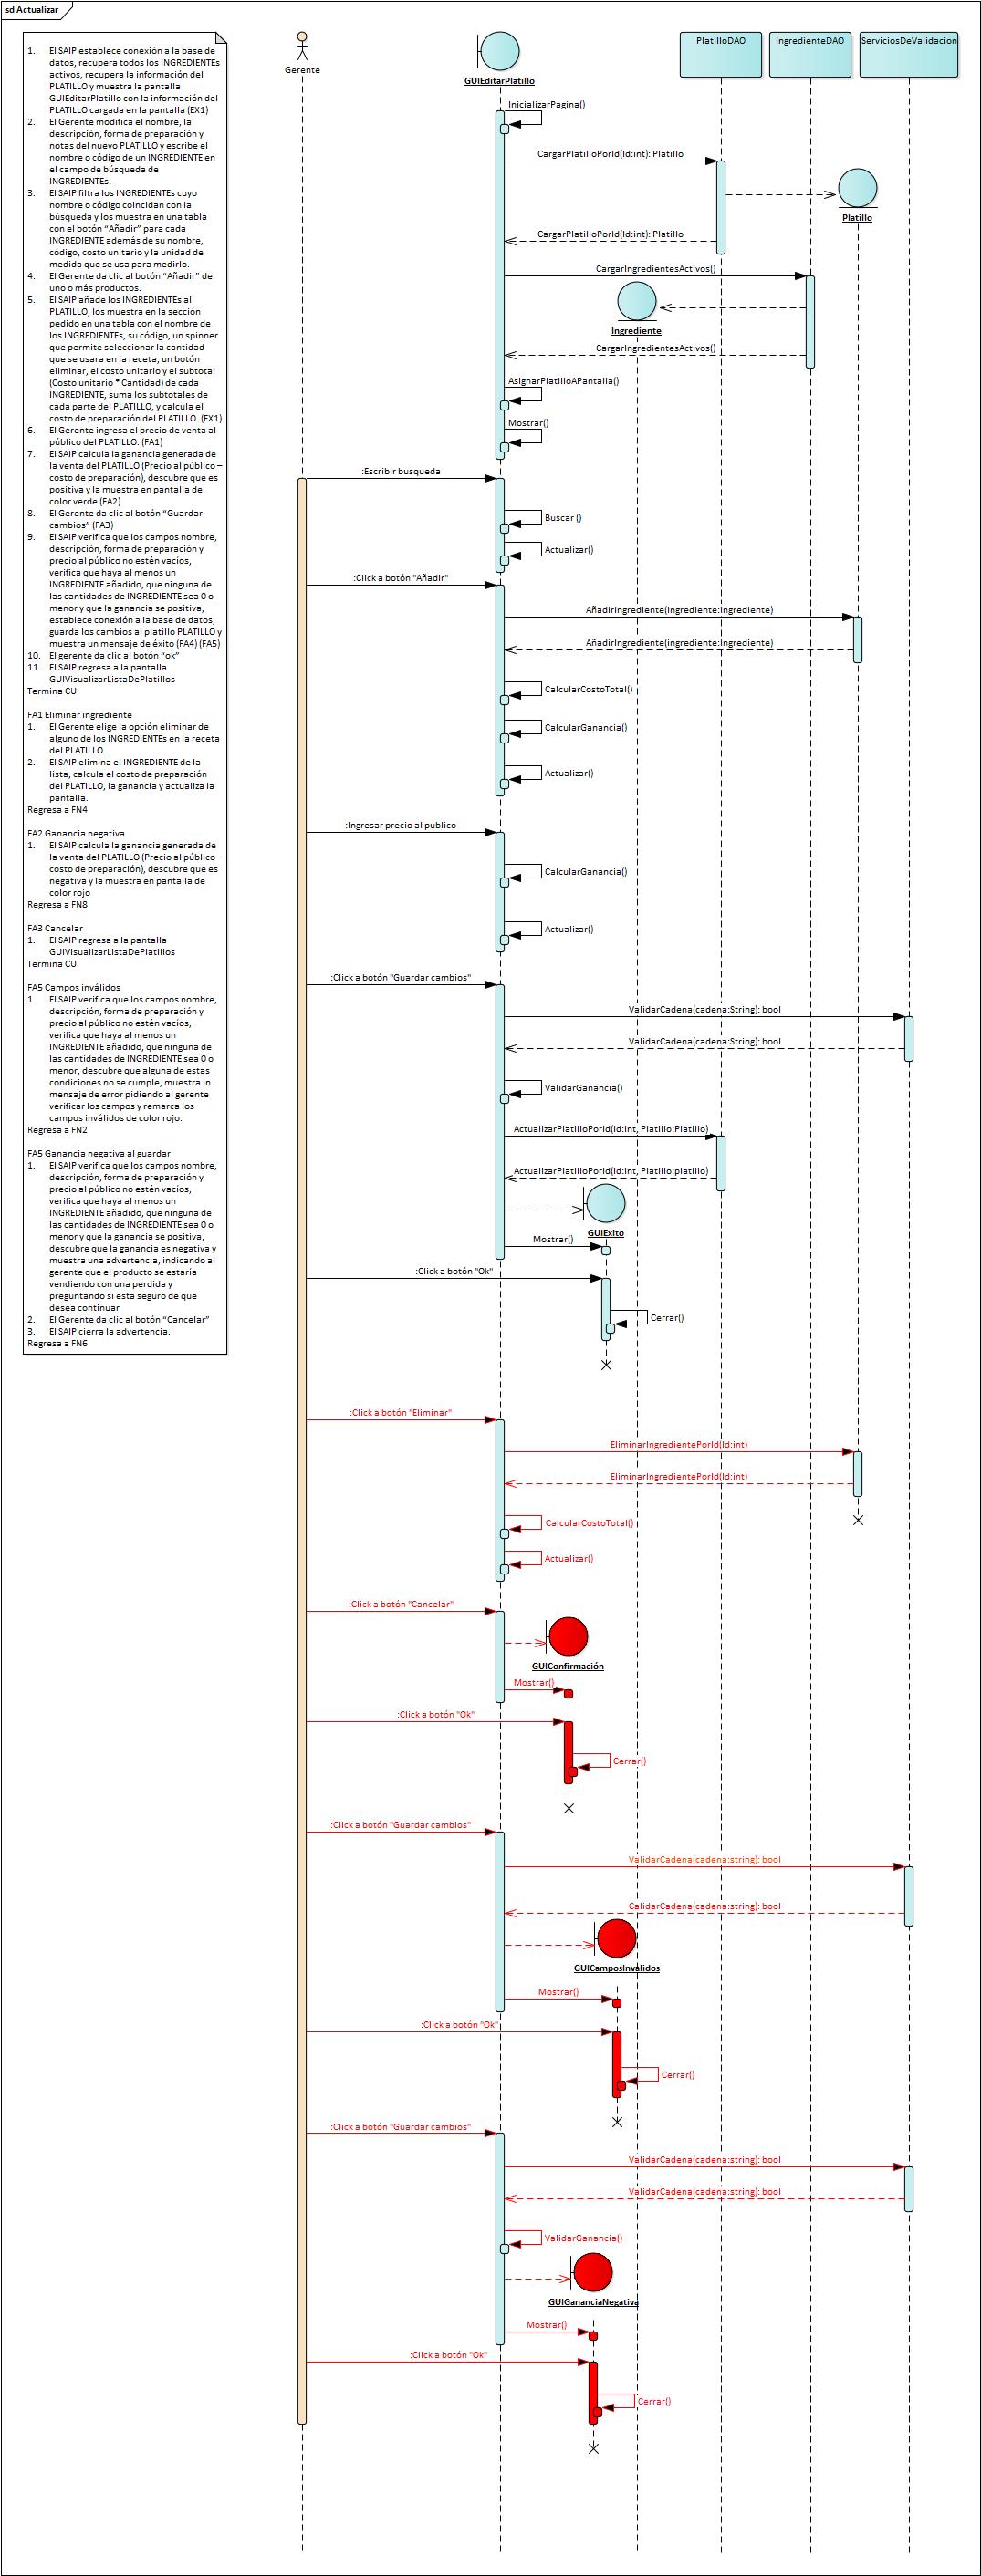 sd Actualizar
1. El SAIP establece conexión a la base de
datos, recupera todos los INGREDIENTEs
activos, recupera la información del
PLATILLO y muestra la pantalla
GUIEditarPlatillo con la información del
PLATILLO cargada en la pantalla (EX1)
2. El Gerente modifica el nombre, la
descripción, forma de preparación y
notas del nuevo PLATILLO y escribe el
nombre o código de un INGREDIENTE en
el campo de búsqueda de
INGREDIENTEs.
3. El SAIP filtra los INGREDIENTEs cuyo
nombre o código coincidan con la
búsqueda y los muestra en una tabla
con el botón “Añadir” para cada
INGREDIENTE además de su nombre,
código, costo unitario y la unidad de
medida que se usa para medirlo.
4. El Gerente da clic al botón “Añadir” de
uno o más productos.
5. El SAIP añade los INGREDIENTEs al
PLATILLO, los muestra en la sección
pedido en una tabla con el nombre de
los INGREDIENTEs, su código, un spinner
que permite seleccionar la cantidad
que se usara en la receta, un botón
eliminar, el costo unitario y el subtotal
(Costo unitario * Cantidad) de cada
INGREDIENTE, suma los subtotales de
cada parte del PLATILLO, y calcula el
costo de preparación del PLATILLO. (EX1)
6. El Gerente ingresa el precio de venta al
público del PLATILLO. (FA1)
7. El SAIP calcula la ganancia generada de
la venta del PLATILLO (Precio al público –
costo de preparación), descubre que es
positiva y la muestra en pantalla de
color verde (FA2)
8. El Gerente da clic al botón “Guardar
cambios” (FA3)
9. El SAIP verifica que los campos nombre,
descripción, forma de preparación y
precio al público no estén vacíos,
verifica que haya al menos un
INGREDIENTE añadido, que ninguna de
las cantidades de INGREDIENTE sea 0 o
menor y que la ganancia se positiva,
establece conexión a la base de datos,
guarda los cambios al platillo PLATILLO y
muestra un mensaje de éxito (FA4) (FA5)
10. El gerente da clic al botón “ok”
11. El SAIP regresa a la pantalla
GUIVisualizarListaDePlatillos
Termina CU
FA1 Eliminar ingrediente
1. El Gerente elige la opción eliminar de
alguno de los INGREDIENTEs en la receta
del PLATILLO.
2. El SAIP elimina el INGREDIENTE de la
lista, calcula el costo de preparación
del PLATILLO, la ganancia y actualiza la
pantalla.
Regresa a FN4
FA2 Ganancia negativa
1. El SAIP calcula la ganancia generada de
la venta del PLATILLO (Precio al público –
costo de preparación), descubre que es
negativa y la muestra en pantalla de
color rojo
Regresa a FN8
FA3 Cancelar
1. El SAIP regresa a la pantalla
GUIVisualizarListaDePlatillos
Termina CU
FA5 Campos inválidos
1. El SAIP verifica que los campos nombre,
descripción, forma de preparación y
precio al público no estén vacíos,
verifica que haya al menos un
INGREDIENTE añadido, que ninguna de
las cantidades de INGREDIENTE sea 0 o
menor, descubre que alguna de estas
condiciones no se cumple, muestra in
mensaje de error pidiendo al gerente
verificar los campos y remarca los
campos inválidos de color rojo.
Regresa a FN2
FA5 Ganancia negativa al guardar
1. El SAIP verifica que los campos nombre,
descripción, forma de preparación y
precio al público no estén vacíos,
verifica que haya al menos un
INGREDIENTE añadido, que ninguna de
las cantidades de INGREDIENTE sea 0 o
menor y que la ganancia se positiva,
descubre que la ganancia es negativa y
muestra una advertencia, indicando al
gerente que el producto se estaría
vendiendo con una perdida y
preguntando si esta seguro de que
desea continuar
2. El Gerente da clic al botón “Cancelar”
3. El SAIP cierra la advertencia.
Regresa a FN6
Gerente
GUIEditarPlatillo
PlatilloDAO
IngredienteDAO
ServiciosDeValidacion
InicializarPagina()
CargarPlatilloPorId(Id:int): Platillo
Platillo
CargarPlatilloPorId(Id:int): Platillo
CargarIngredientesActivos()
Ingrediente
CargarIngredientesActivos()
AsignarPlatilloAPantalla()
Mostrar()
:Escribir busqueda
Buscar ()
Actualizar()
:Click a botón "Añadir"
AñadirIngrediente(ingrediente:Ingrediente)
AñadirIngrediente(ingrediente:Ingrediente)
CalcularCostoTotal()
CalcularGanancia()
Actualizar()
:Ingresar precio al publico
CalcularGanancia()
Actualizar()
:Click a botón "Guardar cambios"
ValidarCadena(cadena:String): bool
ValidarCadena(cadena:String): bool
ValidarGanancia()
ActualizarPlatilloPorId(Id:int, Platillo:Platillo)
ActualizarPlatilloPorId(Id:int, Platillo:platillo)
GUIExito
Mostrar()
:Click a botón "Ok"
Cerrar()
:Click a botón "Eliminar"
EliminarIngredientePorId(Id:int)
EliminarIngredientePorId(Id:int)
CalcularCostoTotal()
Actualizar()
:Click a botón "Cancelar"
GUIConfirmación
Mostrar()
:Click a botón "Ok"
Cerrar()
:Click a botón "Guardar cambios"
ValidarCadena(cadena:string): bool
CalidarCadena(cadena:string): bool
GUICamposInvalidos
Mostrar()
:Click a botón "Ok"
Cerrar()
:Click a botón "Guardar cambios"
ValidarCadena(cadena:string): bool
ValidarCadena(cadena:string): bool
ValidarGanancia()
GUIGananciaNegativa
Mostrar()
:Click a botón "Ok"
Cerrar()